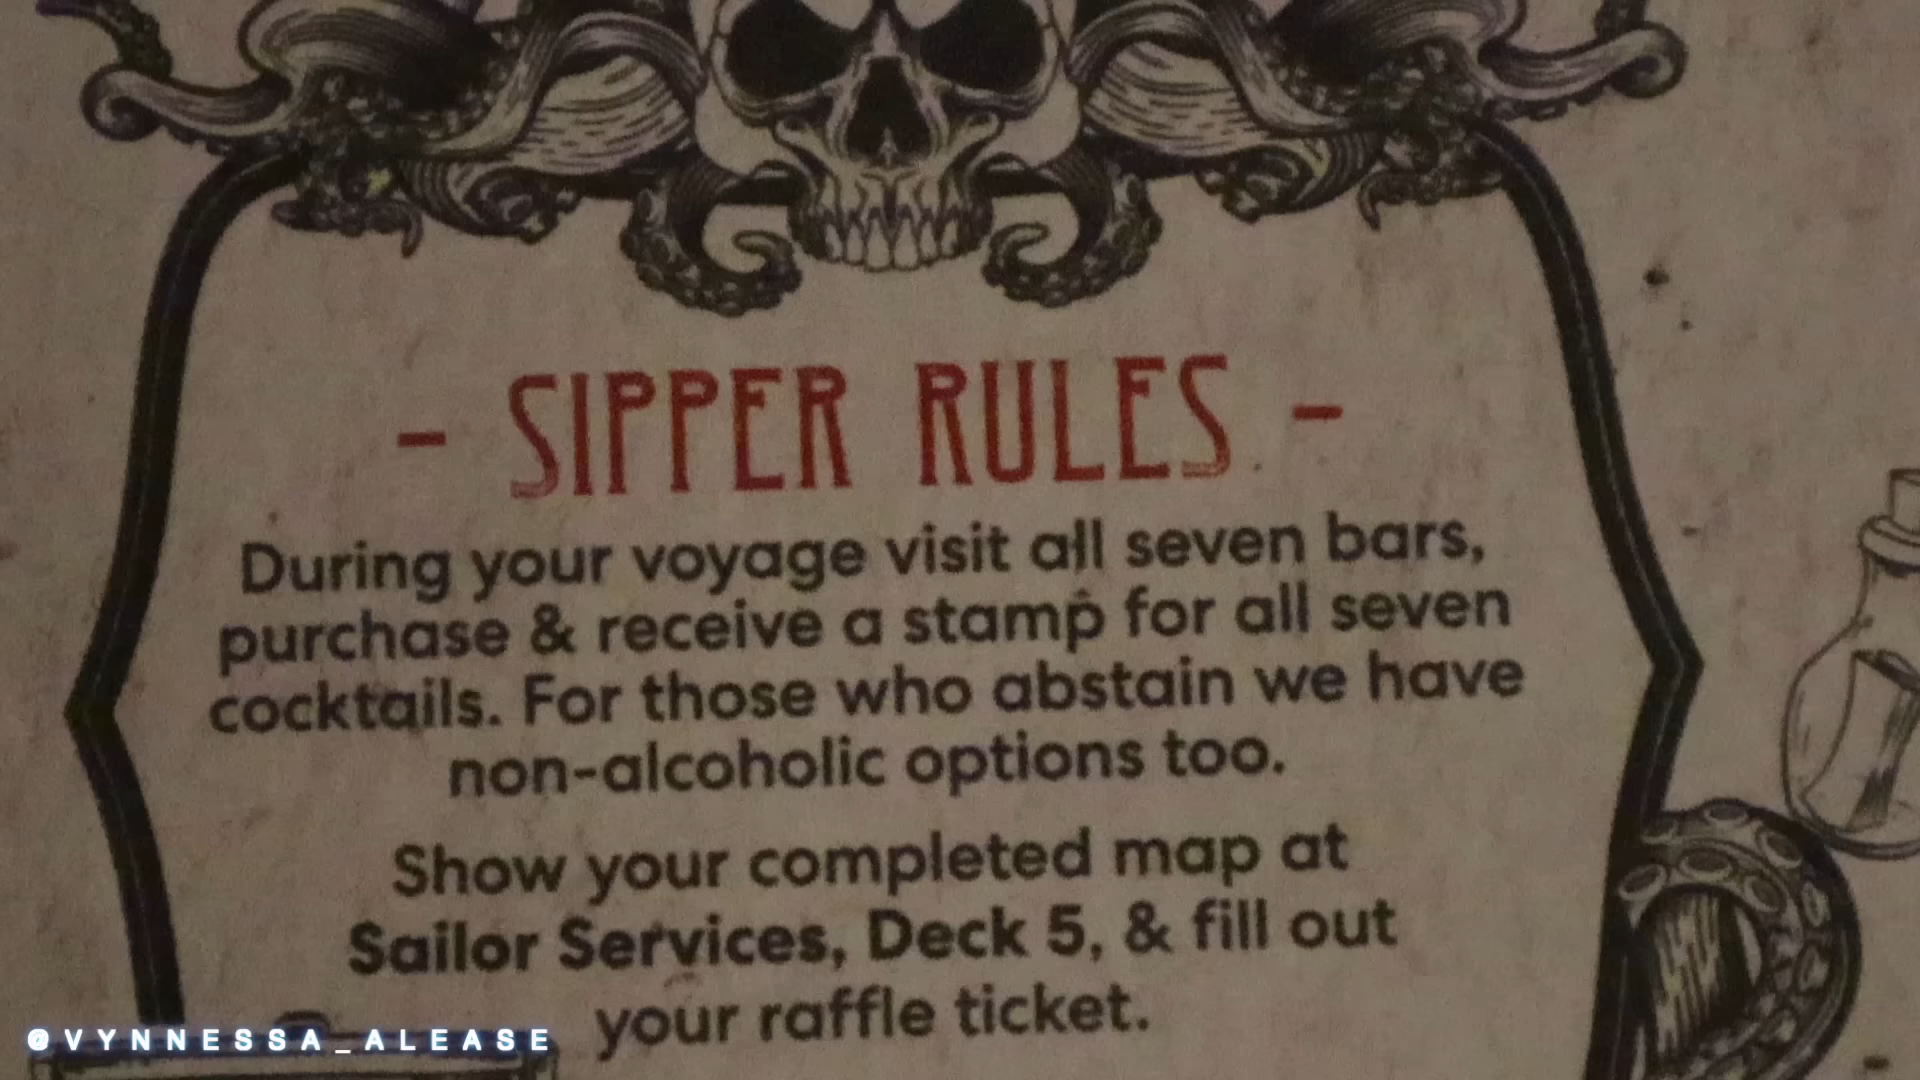 - SIPPER RULES -
During your voyage visit all seven bars,
purchase & receive a stamp for all seven
cocktails. For those who abstain we have
non-alcoholic options too.
Show your completed map at
Sailor Services, Deck 5, & fill out
your raffle ticket.
@VYNNESSA_ALEASE